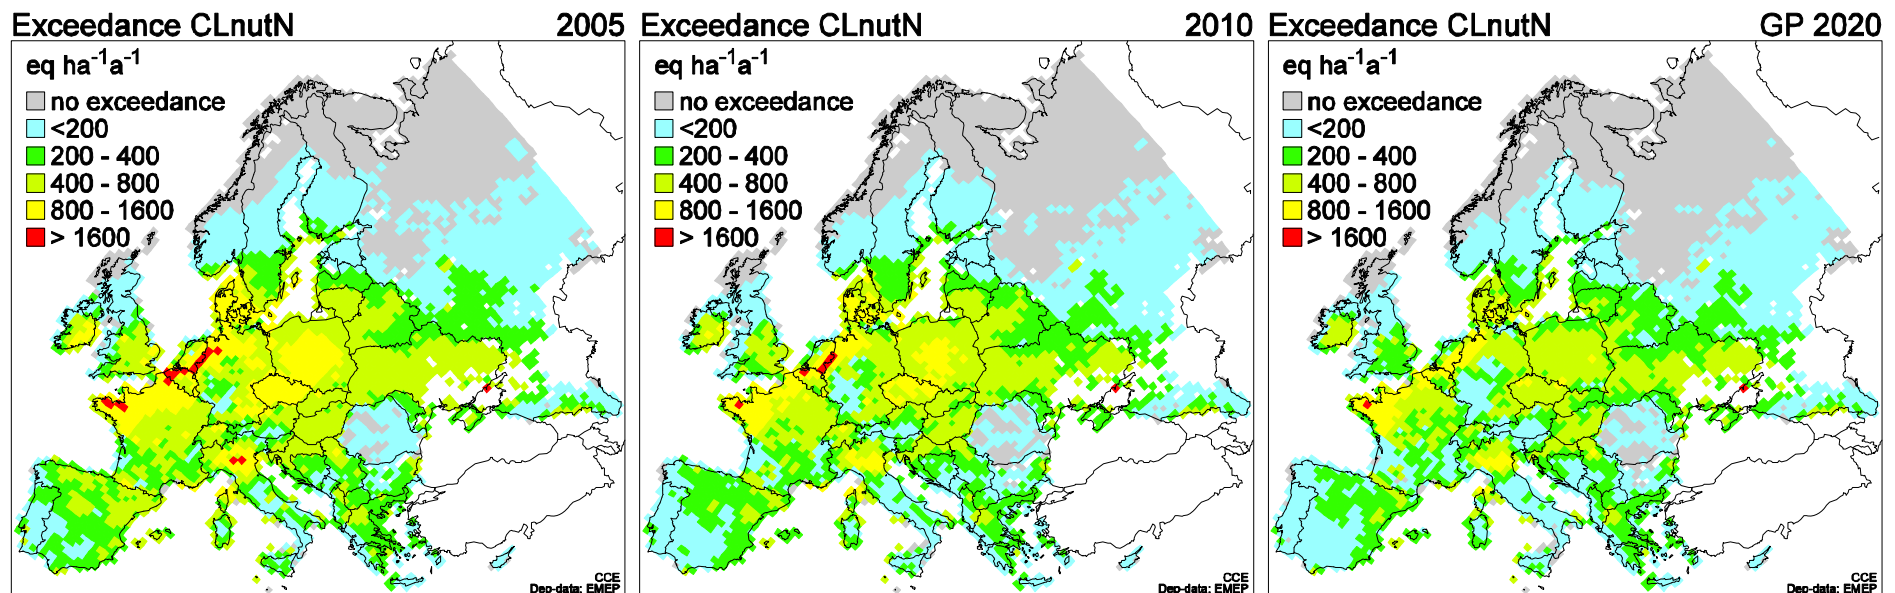 Exceedance CLnutN 2005
eq ha⁻¹a⁻¹
no exceedance
<200
200 - 400
400 - 800
800 - 1600
> 1600
CCE
Dep-data: EMEP
Exceedance CLnutN 2010
eq ha⁻¹a⁻¹
no exceedance
<200
200 - 400
400 - 800
800 - 1600
> 1600
CCE
Dep-data: EMEP
Exceedance CLnutN GP 2020
eq ha⁻¹a⁻¹
no exceedance
<200
200 - 400
400 - 800
800 - 1600
> 1600
CCE
Dep-data: EMEP